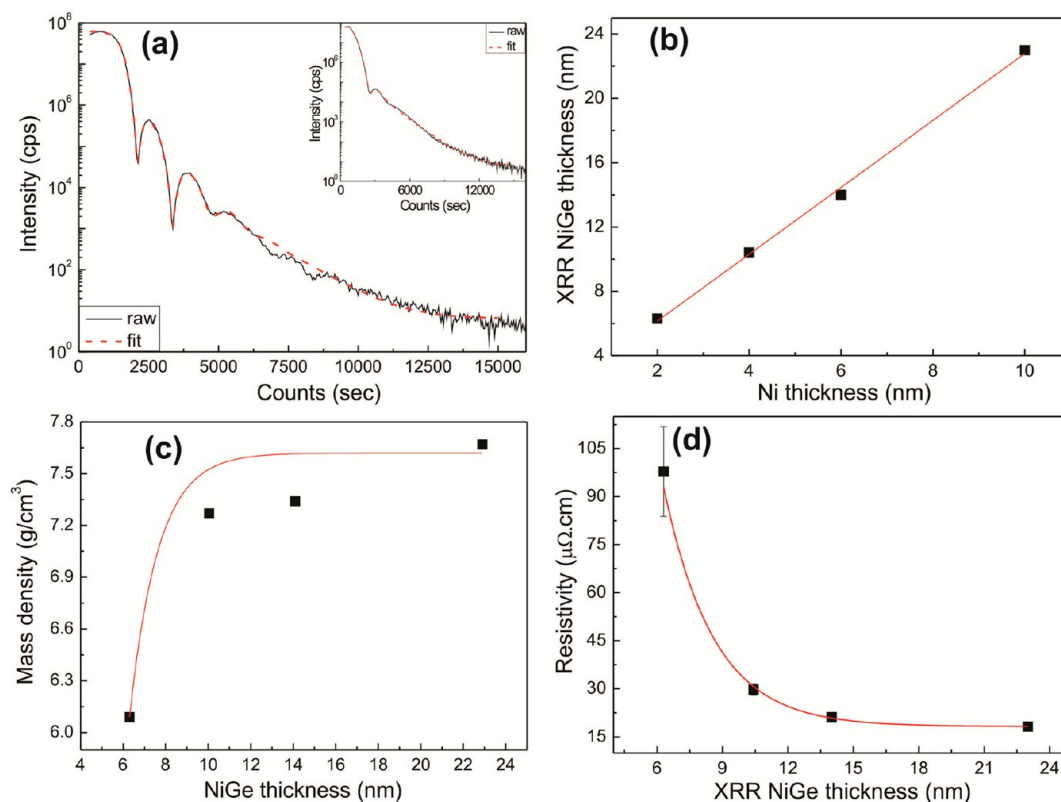 (a)
Intensity (cps)
10^8
10^6
10^4
10^2
10^0
0 2500 5000 7500 10000 12500 15000
Counts (sec)
raw
fit
Intensity (cps)
10^6
10^3
10^0
0 6000 12000
Counts (sec)
raw
fit
(b)
XRR NiGe thickness (nm)
24
20
16
12
8
4
2 4 6 8 10
Ni thickness (nm)
(c)
Mass density (g/cm^3)
7.8
7.5
7.2
6.9
6.6
6.3
6.0
4 6 8 10 12 14 16 18 20 22 24
NiGe thickness (nm)
(d)
Resistivity (μΩ.cm)
105
90
75
60
45
30
15
6 9 12 15 18 21 24
XRR NiGe thickness (nm)